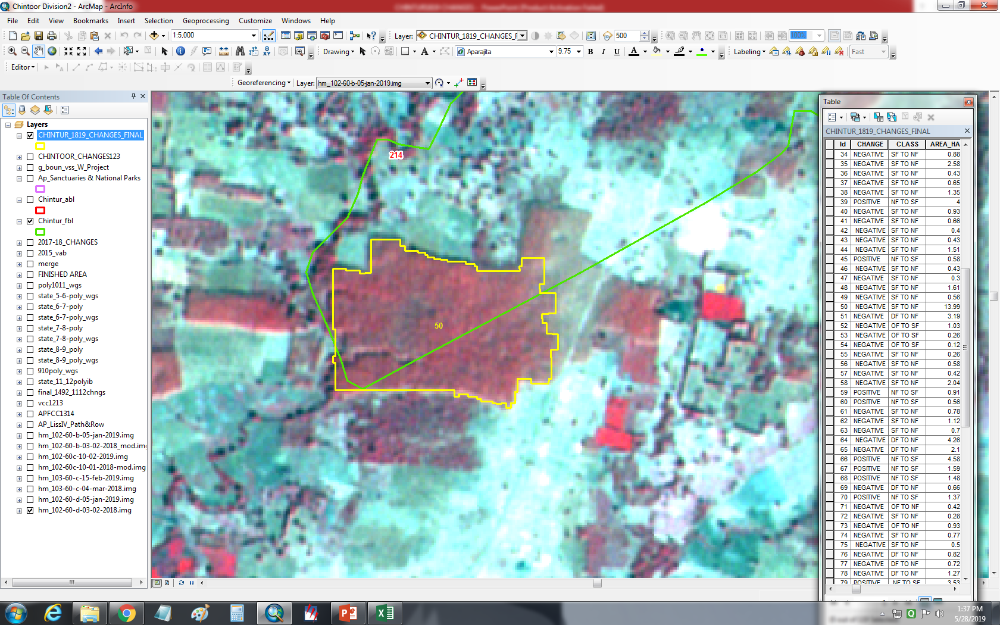 Chintoor Division2 - ArcMap - ArcInfo
File Edit View Bookmarks Insert Selection Geoprocessing Customize Windows Help
1:5,000 Layer: CHINTUR_1819_CHANGES_F 500 100%
Drawing Aparajita 9.75 B I U A Labeling Fast
Editor
Georeferencing Layer: hm_102-60-b-05-jan-2019.img
Table Of Contents
Layers
CHINTUR_1819_CHANGES_FINAL
CHINTOOR_CHANGES123
g_boun_vss_W_Project
Ap_Sanctuaries & National Parks
Chintur_abl
Chintur_fbl
2017-18_CHANGES
2015_vab
merge
FINISHED AREA
poly1011_wgs
state_5-6-poly_wgs
state_6-7-poly
state_6-7-poly_wgs
state_7-8-poly
state_7-8-poly_wgs
state_8-9_poly
state_8-9_poly_wgs
910poly_wgs
state_11_12polyib
final_1492_1112chngs
vcc1213
APFCC1314
AP_LissIV_Path&Row
hm_102-60-b-05-jan-2019.img
hm_102-60-b-03-02-2018_mod.im
hm_102-60c-10-02-2019.img
hm_102-60c-10-01-2018-mod.img
hm_103-60-c-15-feb-2019.img
hm_103-60-c-04-mar-2018.img
hm_102-60-d-05-jan-2019.img
hm_102-60-d-03-02-2018.img
214
50
Table
CHINTUR_1819_CHANGES_FINAL
Id CHANGE CLASS AREA_HA
34 NEGATIVE SF TO NF 0.88
35 NEGATIVE SF TO NF 2.58
36 NEGATIVE SF TO NF 0.43
37 NEGATIVE SF TO NF 0.65
38 NEGATIVE SF TO NF 1.35
39 POSITIVE NF TO SF 4
40 NEGATIVE SF TO NF 0.93
41 NEGATIVE SF TO NF 0.66
42 NEGATIVE SF TO NF 0.4
43 NEGATIVE SF TO NF 0.43
44 NEGATIVE SF TO NF 1.51
45 POSITIVE NF TO SF 0.58
46 NEGATIVE SF TO NF 0.43
47 NEGATIVE SF TO NF 0.3
48 NEGATIVE SF TO NF 1.61
49 NEGATIVE SF TO NF 0.56
50 NEGATIVE SF TO NF 13.99
51 NEGATIVE DF TO NF 3.19
52 NEGATIVE OF TO SF 1.03
53 NEGATIVE OF TO SF 0.26
54 NEGATIVE OF TO SF 0.12
55 NEGATIVE SF TO NF 0.26
56 NEGATIVE SF TO NF 0.58
57 NEGATIVE SF TO NF 0.42
58 NEGATIVE SF TO NF 2.04
59 POSITIVE NF TO SF 0.91
60 POSITIVE NF TO SF 0.56
61 NEGATIVE SF TO NF 0.78
62 NEGATIVE SF TO NF 1.12
63 NEGATIVE SF TO NF 0.7
64 NEGATIVE DF TO NF 4.26
65 NEGATIVE DF TO NF 2.1
66 POSITIVE NF TO SF 4.58
67 POSITIVE NF TO SF 1.59
68 POSITIVE NF TO SF 1.48
69 NEGATIVE DF TO NF 0.66
70 POSITIVE NF TO SF 1.37
71 NEGATIVE OF TO NF 0.42
72 NEGATIVE SF TO NF 0.28
73 NEGATIVE OF TO NF 0.93
74 NEGATIVE SF TO NF 0.77
75 NEGATIVE SF TO NF 0.5
76 NEGATIVE DF TO NF 0.82
77 NEGATIVE DF TO NF 0.72
78 NEGATIVE DF TO NF 1.27
79 POSITIVE NF TO SF 3.53
1:37 PM
5/28/2019